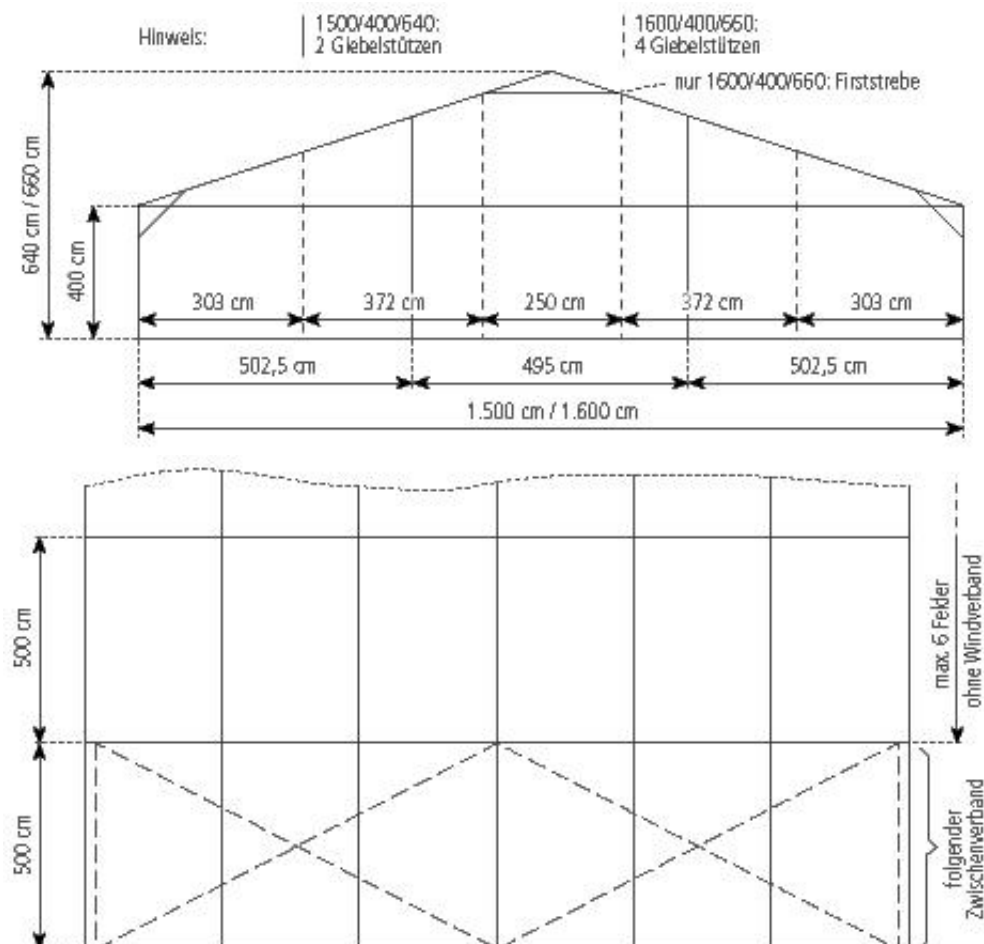 Hinweis:
1500/400/640:
2 Giebelstützen
1600/400/660:
4 Giebelstützen
nur 1600/400/660: Firststrebe
640 cm / 660 cm
400 cm
303 cm
372 cm
250 cm
372 cm
303 cm
502,5 cm
495 cm
502,5 cm
1.500 cm / 1.600 cm
500 cm
max. 6 Felder
ohne Windverband
500 cm
folgender
Zwischenverband